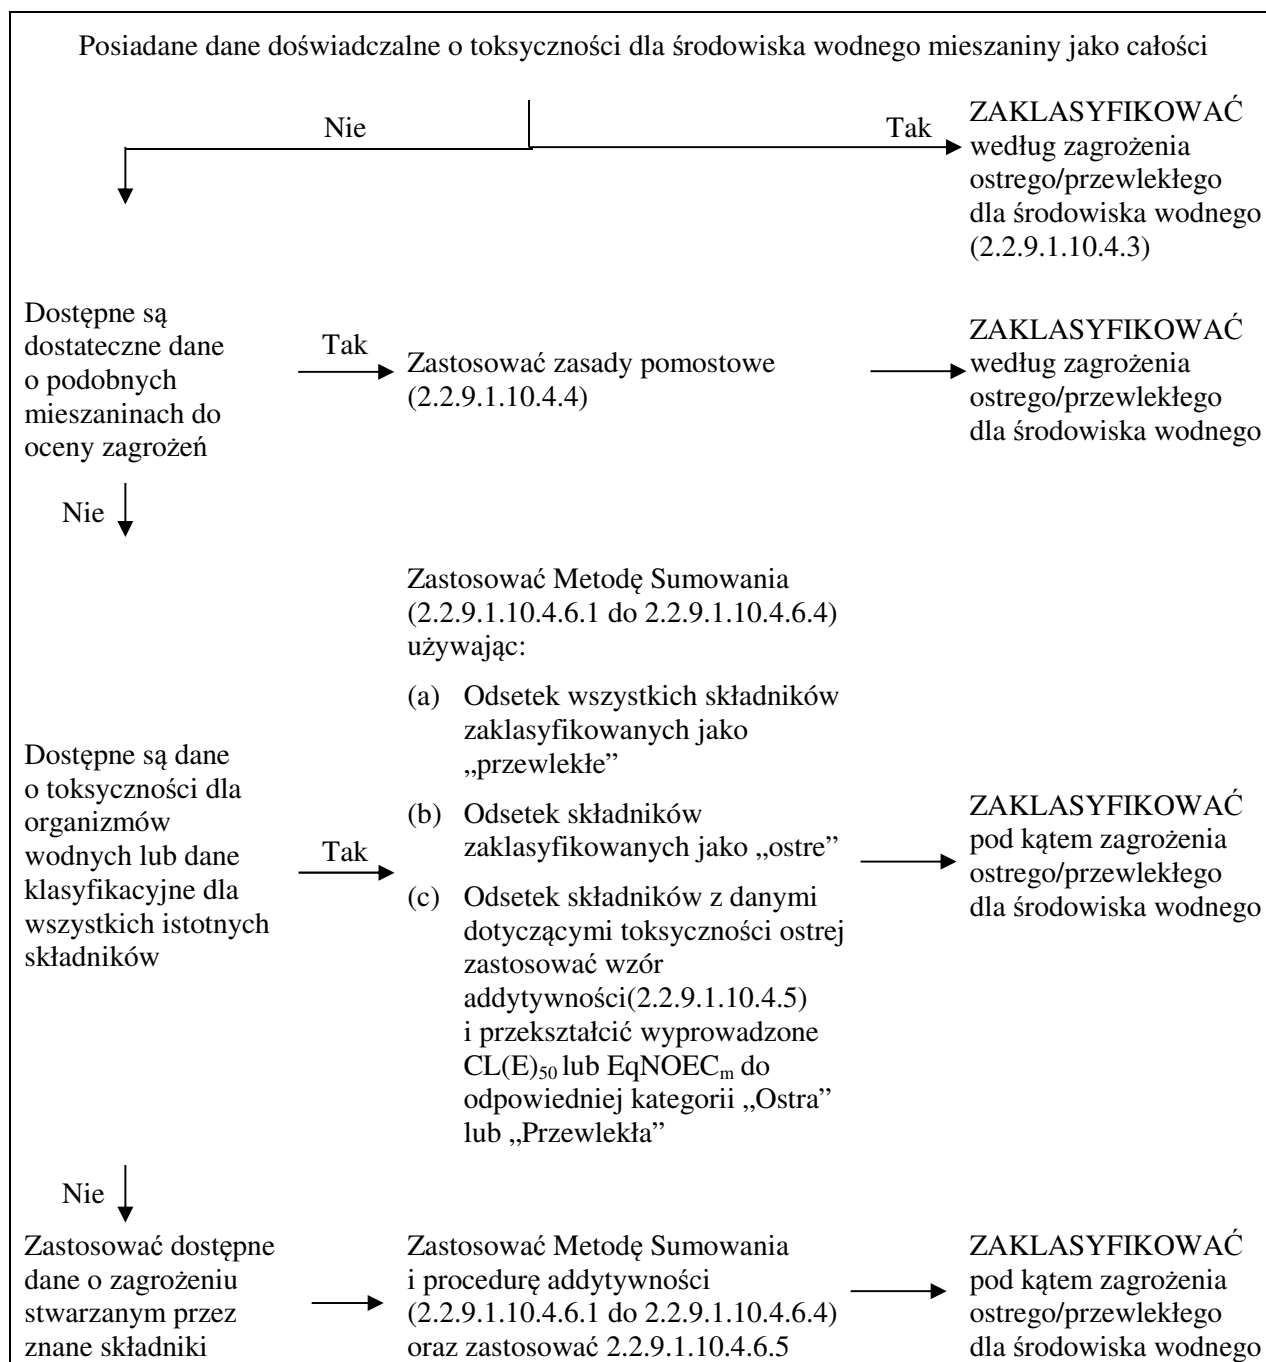 Posiadane dane doświadczalne o toksyczności dla środowiska wodnego mieszaniny jako całości
Nie
Tak
ZAKLASYFIKOWAĆ
według zagrożenia
ostrego/przewlekłego
dla środowiska wodnego
(2.2.9.1.10.4.3)
Dostępne są
dostateczne dane
o podobnych
mieszaninach do
oceny zagrożeń
Tak
Zastosować zasady pomostowe
(2.2.9.1.10.4.4)
ZAKLASYFIKOWAĆ
według zagrożenia
ostrego/przewlekłego
dla środowiska wodnego
Nie
Dostępne są dane
o toksyczności dla
organizmów
wodnych lub dane
klasyfikacyjne dla
wszystkich istotnych
składników
Tak
Zastosować Metodę Sumowania
(2.2.9.1.10.4.6.1 do 2.2.9.1.10.4.6.4)
używając:
(a) Odsetek wszystkich składników
zaklasyfikowanych jako
„przewlekłe”
(b) Odsetek składników
zaklasyfikowanych jako „ostre”
(c) Odsetek składników z danymi
dotyczącymi toksyczności ostrej
zastosować wzór
addytywności(2.2.9.1.10.4.5)
i przekształcić wyprowadzone
CL(E)50 lub EqNOECm do
odpowiedniej kategorii „Ostra”
lub „Przewlekła”
ZAKLASYFIKOWAĆ
pod kątem zagrożenia
ostrego/przewlekłego
dla środowiska wodnego
Nie
Zastosować dostępne
dane o zagrożeniu
stwarzanym przez
znane składniki
Zastosować Metodę Sumowania
i procedurę addytywności
(2.2.9.1.10.4.6.1 do 2.2.9.1.10.4.6.4)
oraz zastosować 2.2.9.1.10.4.6.5
ZAKLASYFIKOWAĆ
pod kątem zagrożenia
ostrego/przewlekłego
dla środowiska wodnego